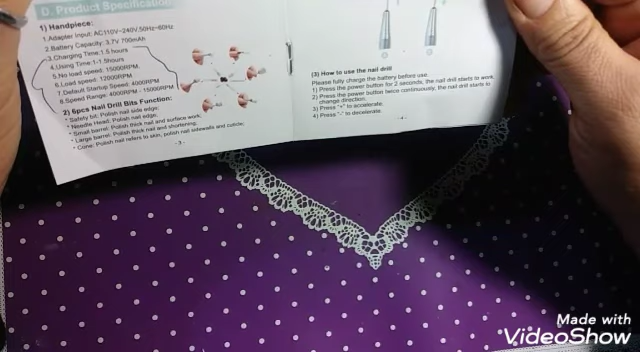 D. Product Specification
1) Handpiece:
1.Adapter Input: AC110V~240V,50Hz~60Hz
2.Battery Capacity: 3.7V 700mAh
3.Charging Time:1.5 hours
4.Using Time:1-1.5hours
5.No load speed: 15000RPM,
6.Load speed: 12000RPM
7.Default Startup Speed: 4000RPM
8.Speed Range: 4000RPM / 15000RPM
2) 6pcs Nail Drill Bits Function:
* Safety bit: Polish nail side edge;
* Needle Head: Polish nail edge;
* Small barrel: Polish thick nail and surface work;
* Large barrel: Polish thick nail and shortening;
* Cone: Polish nail refers to skin, polish nail sidewalls and cuticle;
- 3 -
(3) How to use the nail drill
Please fully charge the battery before use.
1) Press the power button for 2 seconds, the nail drill starts to work.
2) Press the power button twice continuously, the nail drill starts to
change direction;
3) Press "+" to accelerate;
4) Press "-" to decelerate.
- 4 -
Made with
VideoShow